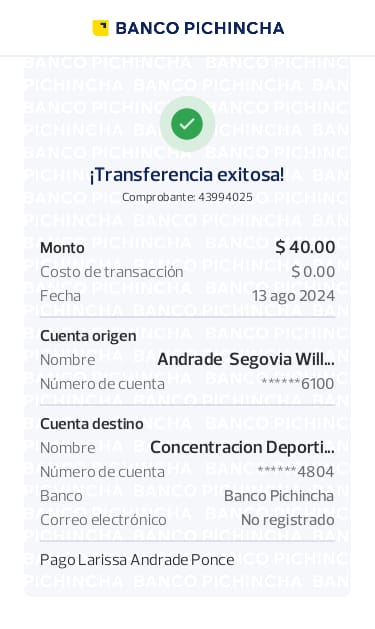 BANCO PICHINCHA
¡Transferencia exitosa!
Comprobante: 43994025
Monto $ 40.00
Costo de transacción $ 0.00
Fecha 13 ago 2024
Cuenta origen
Nombre Andrade Segovia Will...
Número de cuenta ******6100
Cuenta destino
Nombre Concentracion Deporti...
Número de cuenta ******4804
Banco Banco Pichincha
Correo electrónico No registrado
Pago Larissa Andrade Ponce